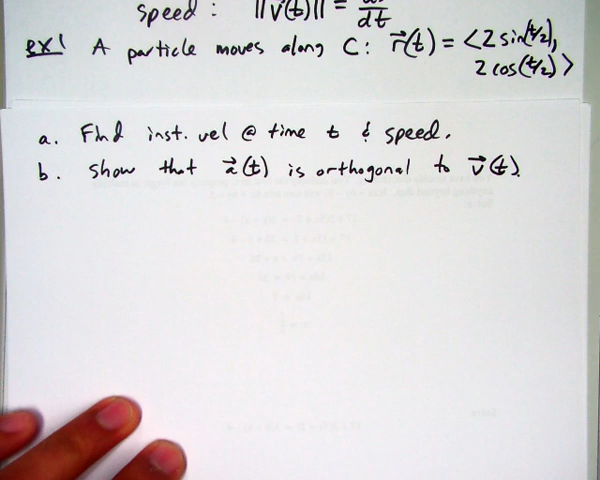 speed : ||v⃗(t)|| = ds/dt
ex1 A particle moves along C: r⃗(t) = <2 sin(t/2),
2 cos(t/2)>
a. Find inst. vel @ time t & speed.
b. show that a⃗(t) is orthogonal to v⃗(t).